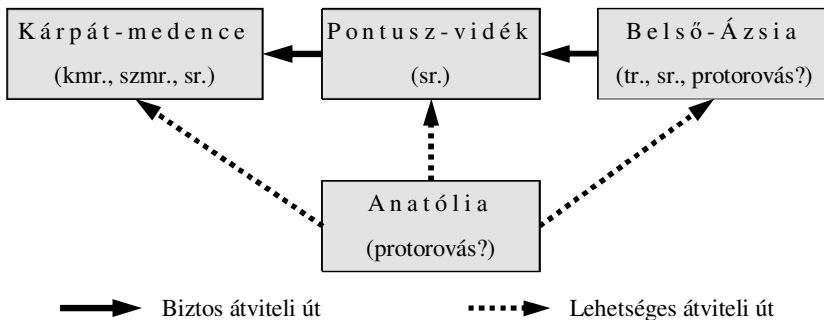 Kárpát-medence
(kmr., szmr., sr.)
Pontusz-vidék
(sr.)
Belső-Ázsia
(tr., sr., protorovás?)
Anatólia
(protorovás?)
Biztos átviteli út
Lehetséges átviteli út